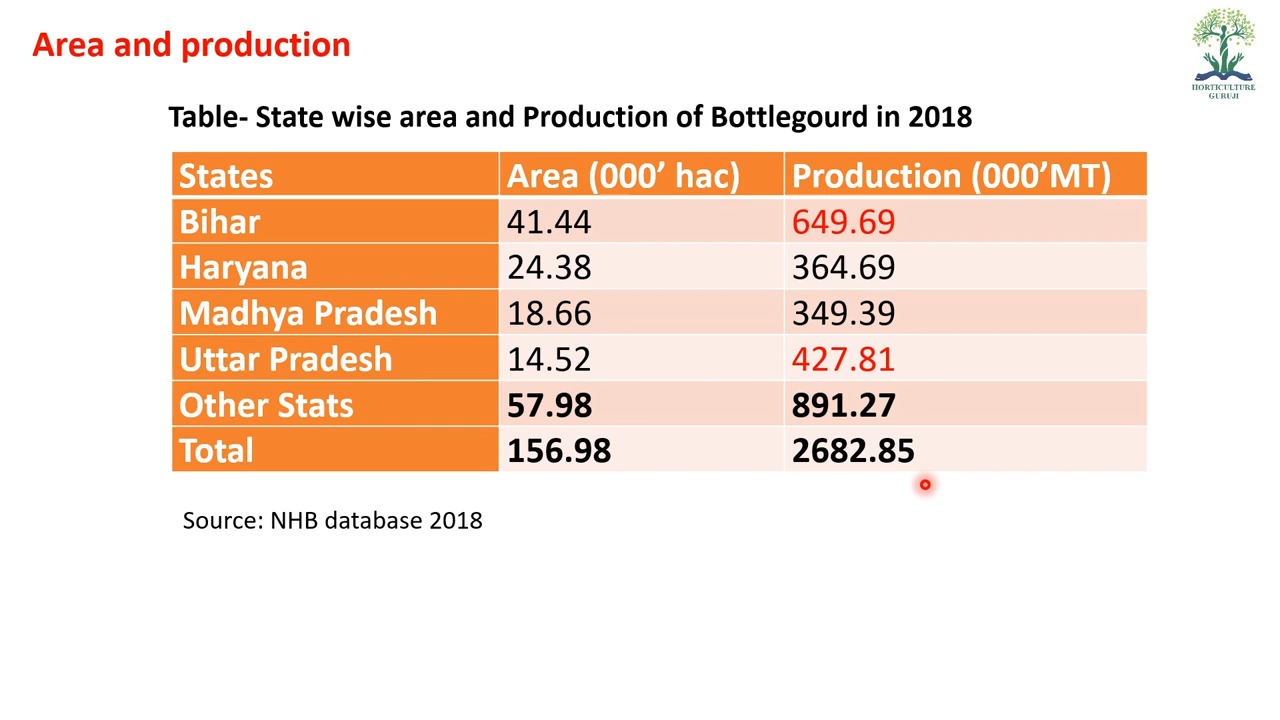 Area and production
HORTICULTURE
GURUJI
Table- State wise area and Production of Bottlegourd in 2018
States Area (000’ hac) Production (000’MT)
Bihar 41.44 649.69
Haryana 24.38 364.69
Madhya Pradesh 18.66 349.39
Uttar Pradesh 14.52 427.81
Other Stats 57.98 891.27
Total 156.98 2682.85
Source: NHB database 2018